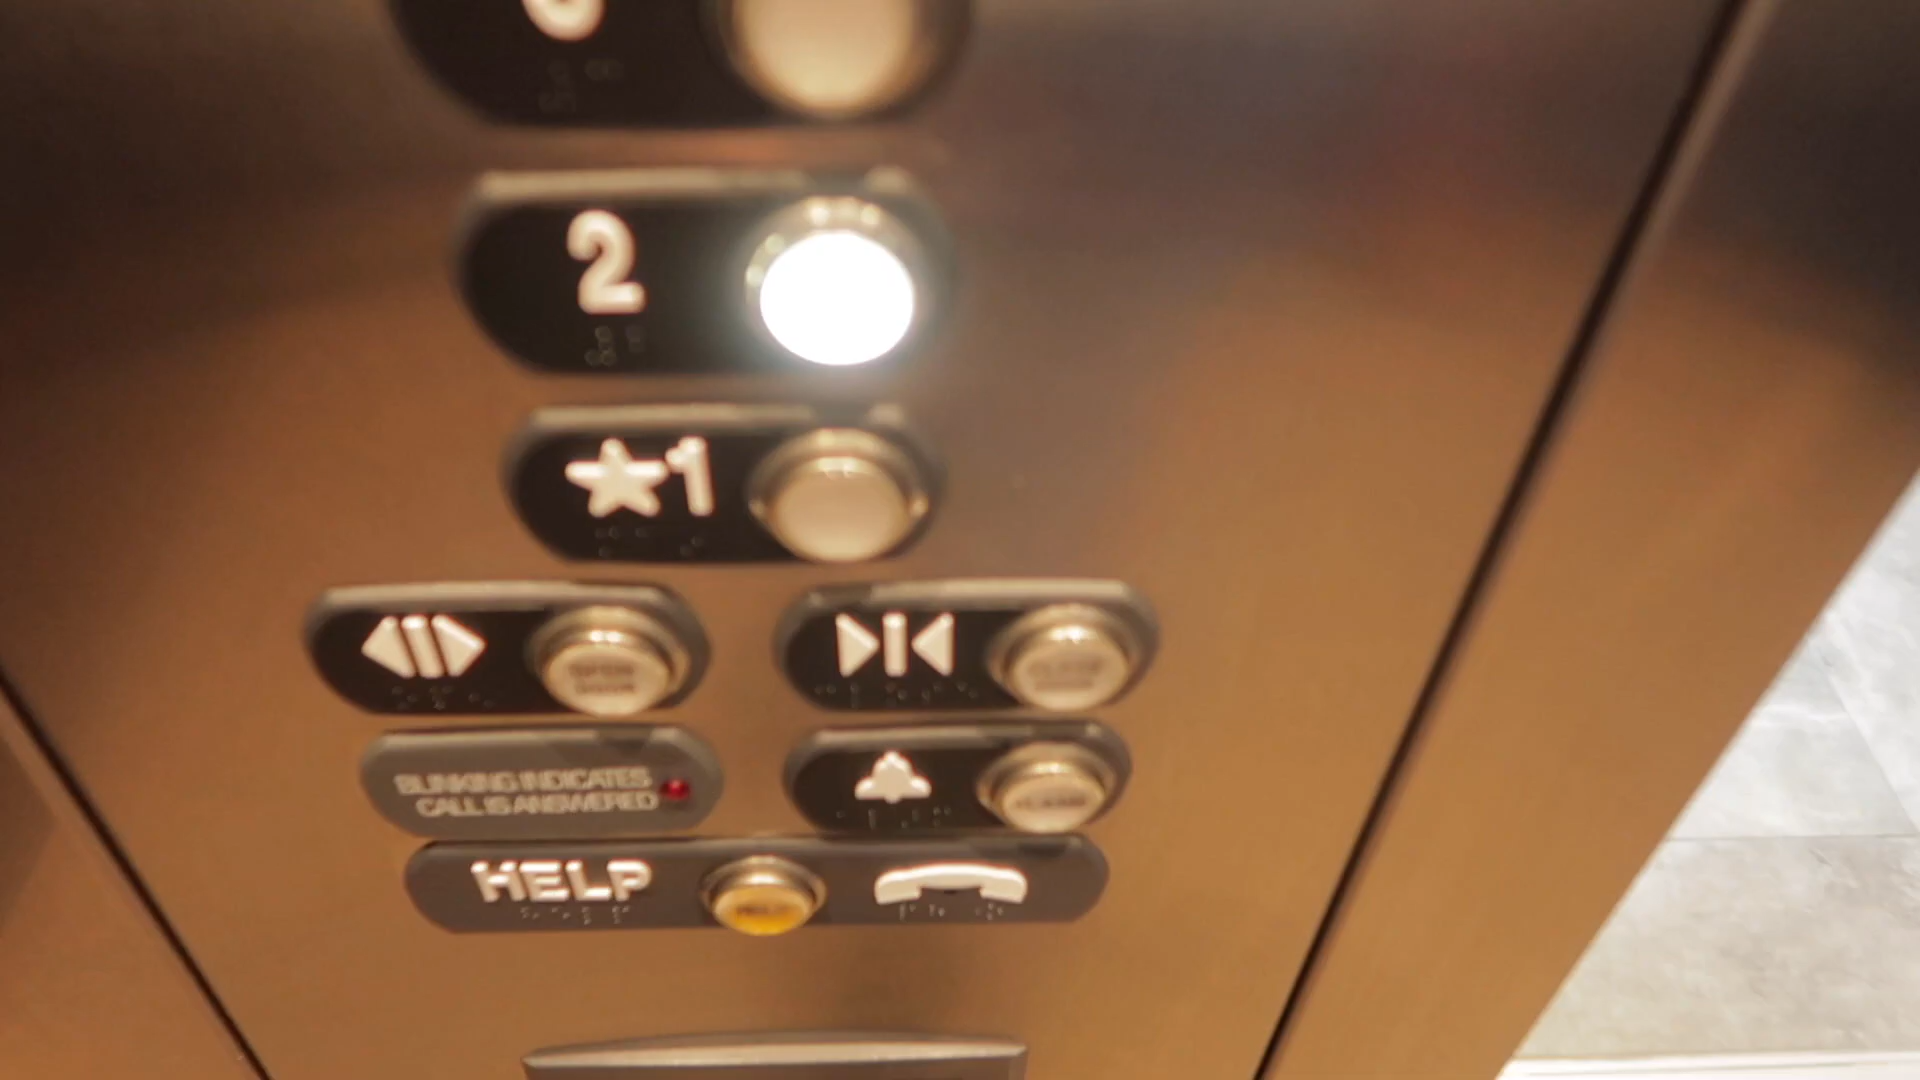 2
★1
BLINKING INDICATES
CALL IS ANSWERED
HELP